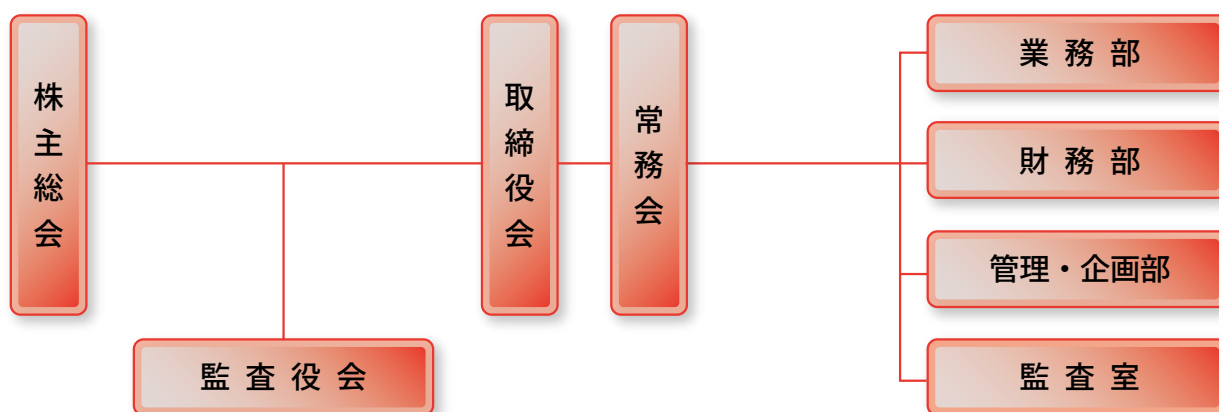 株主総会
取締役会
常務会
監査役会
業務部
財務部
管理・企画部
監査室